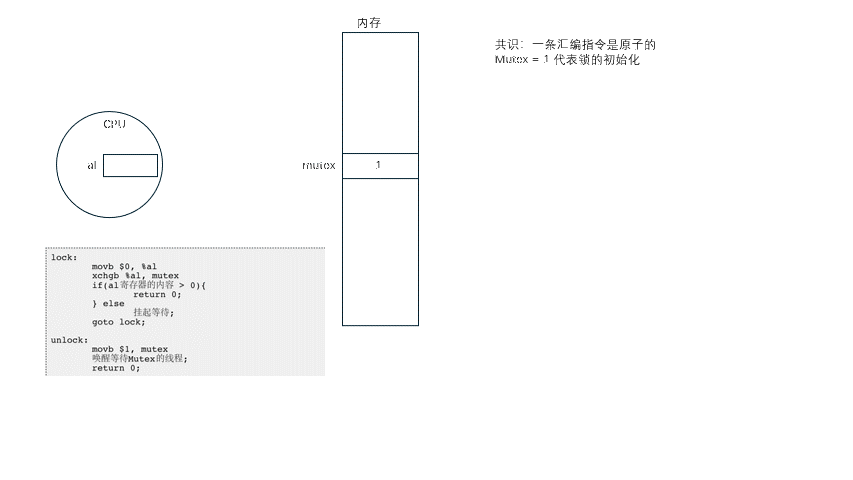 内存
共识：一条汇编指令是原子的
Mutex = 1 代表锁的初始化
CPU
al
mutex
1
lock:
movb $0, %al
xchgb %al, mutex
if(al寄存器的内容 > 0){
return 0;
} else
挂起等待;
goto lock;
unlock:
movb $1, mutex
唤醒等待Mutex的线程;
return 0;